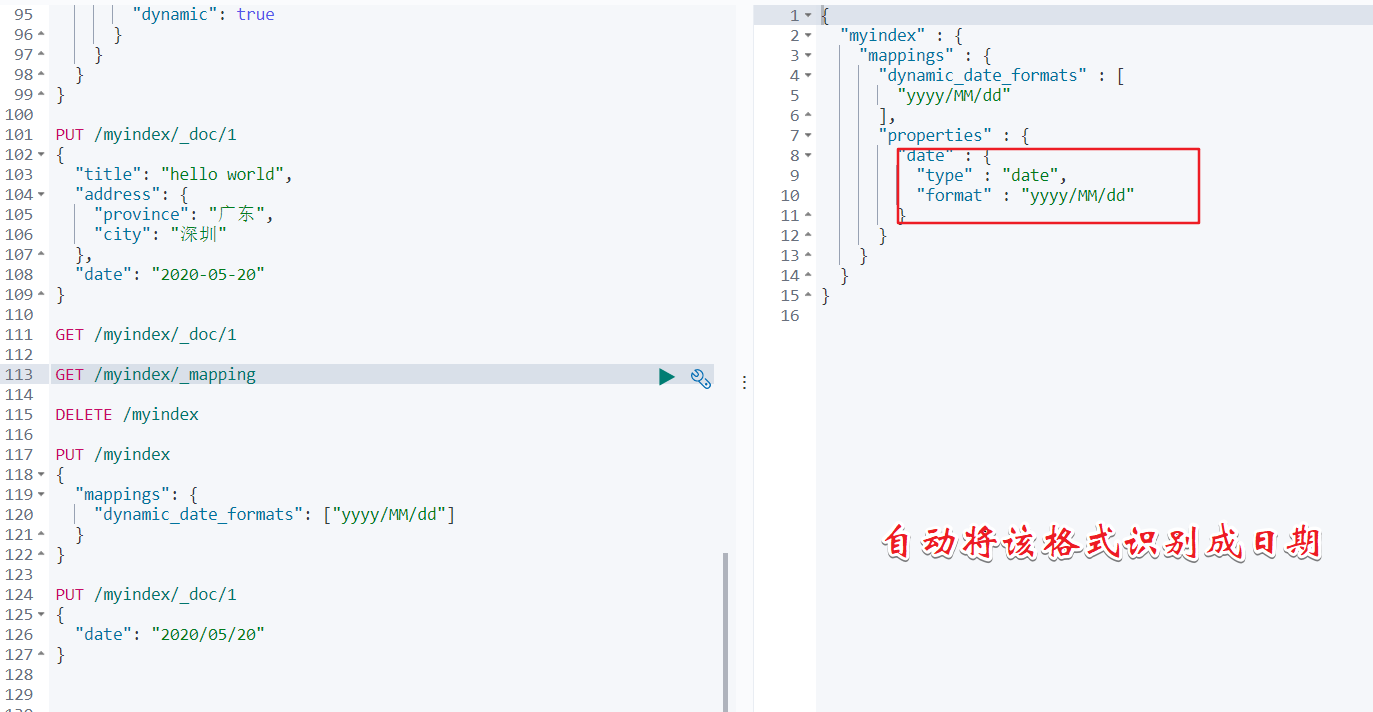 95 "dynamic": true
96 }
97 }
98 }
99 }
100
101 PUT /myindex/_doc/1
102 {
103 "title": "hello world",
104 "address": {
105 "province": "广东",
106 "city": "深圳"
107 },
108 "date": "2020-05-20"
109 }
110
111 GET /myindex/_doc/1
112
113 GET /myindex/_mapping
114
115 DELETE /myindex
116
117 PUT /myindex
118 {
119 "mappings": {
120 "dynamic_date_formats": ["yyyy/MM/dd"]
121 }
122 }
123
124 PUT /myindex/_doc/1
125 {
126 "date": "2020/05/20"
127 }
128
129
1 {
2 "myindex" : {
3 "mappings" : {
4 "dynamic_date_formats" : [
5 "yyyy/MM/dd"
6 ],
7 "properties" : {
8 "date" : {
9 "type" : "date",
10 "format" : "yyyy/MM/dd"
11 }
12 }
13 }
14 }
15 }
16
自动将该格式识别成日期